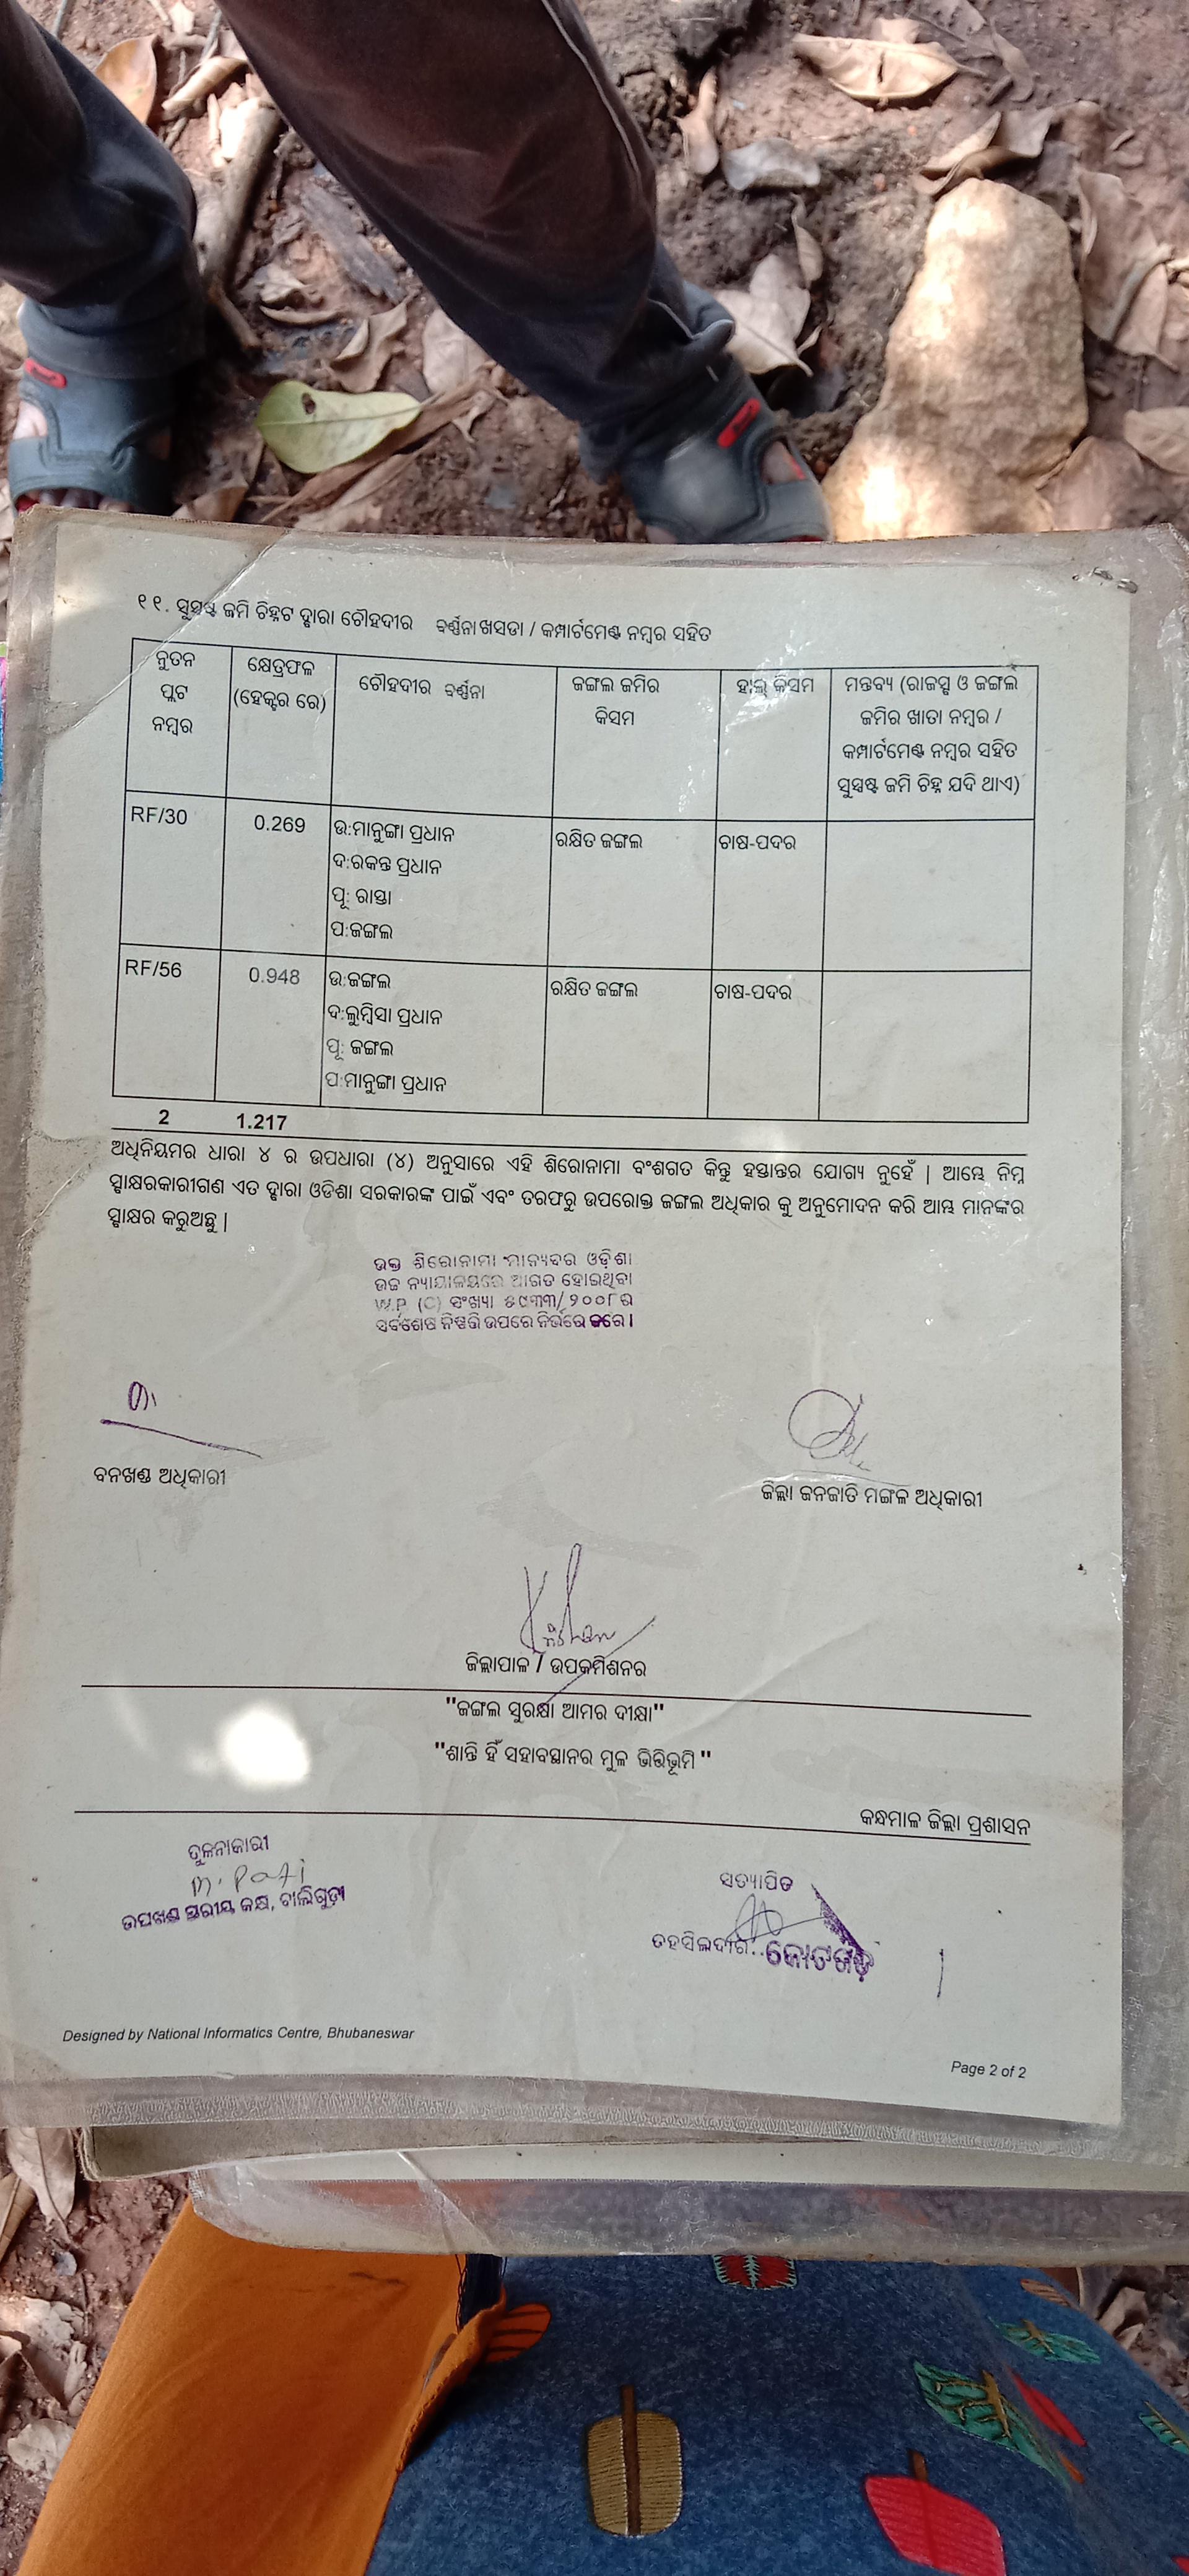 ୧୧. ସୁସ୍ପଷ୍ଟ ଜମି ଚିହ୍ନଟ ଦ୍ବାରା ଚୌହଦୀର ବର୍ଣ୍ଣନା ଖସଡା / କମ୍ପାର୍ଟମେଣ୍ଟ ନମ୍ବର ସହିତ
ନୁତନ ପ୍ଲଟ ନମ୍ବର
କ୍ଷେତ୍ରଫଳ (ହେକ୍ଟର ରେ)
ଚୌହଦୀର ବର୍ଣ୍ଣନା
ଜଙ୍ଗଲ ଜମିର କିସମ
ହାଲ୍ କିସମ
ମନ୍ତବ୍ୟ (ରାଜସ୍ବ ଓ ଜଙ୍ଗଲ
ଜମିର ଖାତା ନମ୍ବର /
କମ୍ପାର୍ଟମେଣ୍ଟ ନମ୍ବର ସହିତ
ସୁସ୍ପଷ୍ଟ ଜମି ଚିହ୍ନ ଯଦି ଥାଏ)
RF/30 0.269 ଉ:ମାନୁଙ୍ଗା ପ୍ରଧାନ ରକ୍ଷିତ ଜଙ୍ଗଲ ଚାଷ-ପଦର
ଦ:ରକନ୍ତ ପ୍ରଧାନ
ପୂ: ରାସ୍ତା
ପ:ଜଙ୍ଗଲ
RF/56 0.948 ଉ:ଜଙ୍ଗଲ ରକ୍ଷିତ ଜଙ୍ଗଲ ଚାଷ-ପଦର
ଦ:ଲୁମ୍ବିସା ପ୍ରଧାନ
ପୂ: ଜଙ୍ଗଲ
ପ:ମାନୁଙ୍ଗା ପ୍ରଧାନ
2 1.217
ଅଧିନିୟମର ଧାରା ୪ ର ଉପଧାରା (୪) ଅନୁସାରେ ଏହି ଶିରୋନାମା ବଂଶଗତ କିନ୍ତୁ ହସ୍ତାନ୍ତର ଯୋଗ୍ୟ ନୁହେଁ | ଆମ୍ଭେ ନିମ୍ନ
ସ୍ବାକ୍ଷରକାରୀଗଣ ଏତ ଦ୍ବାରା ଓଡିଶା ସରକାରଙ୍କ ପାଇଁ ଏବଂ ତରଫରୁ ଉପରୋକ୍ତ ଜଙ୍ଗଲ ଅଧିକାର କୁ ଅନୁମୋଦନ କରି ଆମ୍ଭ ମାନଙ୍କର
ସ୍ବାକ୍ଷର କରୁଅଛୁ |
ଉକ୍ତ ଶିରୋନାମା ମାନ୍ୟବର ଓଡ଼ିଶା
ଉଚ୍ଚ ନ୍ୟାୟାଳୟରେ ଆଗତ ହୋଇଥିବା
W.P. (C) ସଂଖ୍ୟା ୫୯୩୩/୨୦୦୮ ର
ସର୍ବଶେଷ ନିଷ୍ପତ୍ତି ଉପରେ ନିର୍ଭରେ କରେ।
ବନଖଣ୍ଡ ଅଧିକାରୀ
ଜିଲ୍ଲା ଜନଜାତି ମଙ୍ଗଳ ଅଧିକାରୀ
ଜିଲ୍ଲାପାଳ / ଉପକମିଶନର
"ଜଙ୍ଗଲ ସୁରକ୍ଷା ଆମର ଦୀକ୍ଷା"
"ଶାନ୍ତି ହିଁ ସହାବସ୍ଥାନର ମୁଳ ଭିତ୍ତିଭୂମି "
କନ୍ଧମାଳ ଜିଲ୍ଲା ପ୍ରଶାସନ
ତୁଳନାକାରୀ
ଉପଖଣ୍ଡ ସ୍ତରୀୟ କକ୍ଷ, ବାଲିଗୁଡ଼ା
ସତ୍ୟାପିତ
ତହସିଲଦାର..କୋଟଗଡ଼
Designed by National Informatics Centre, Bhubaneswar
Page 2 of 2